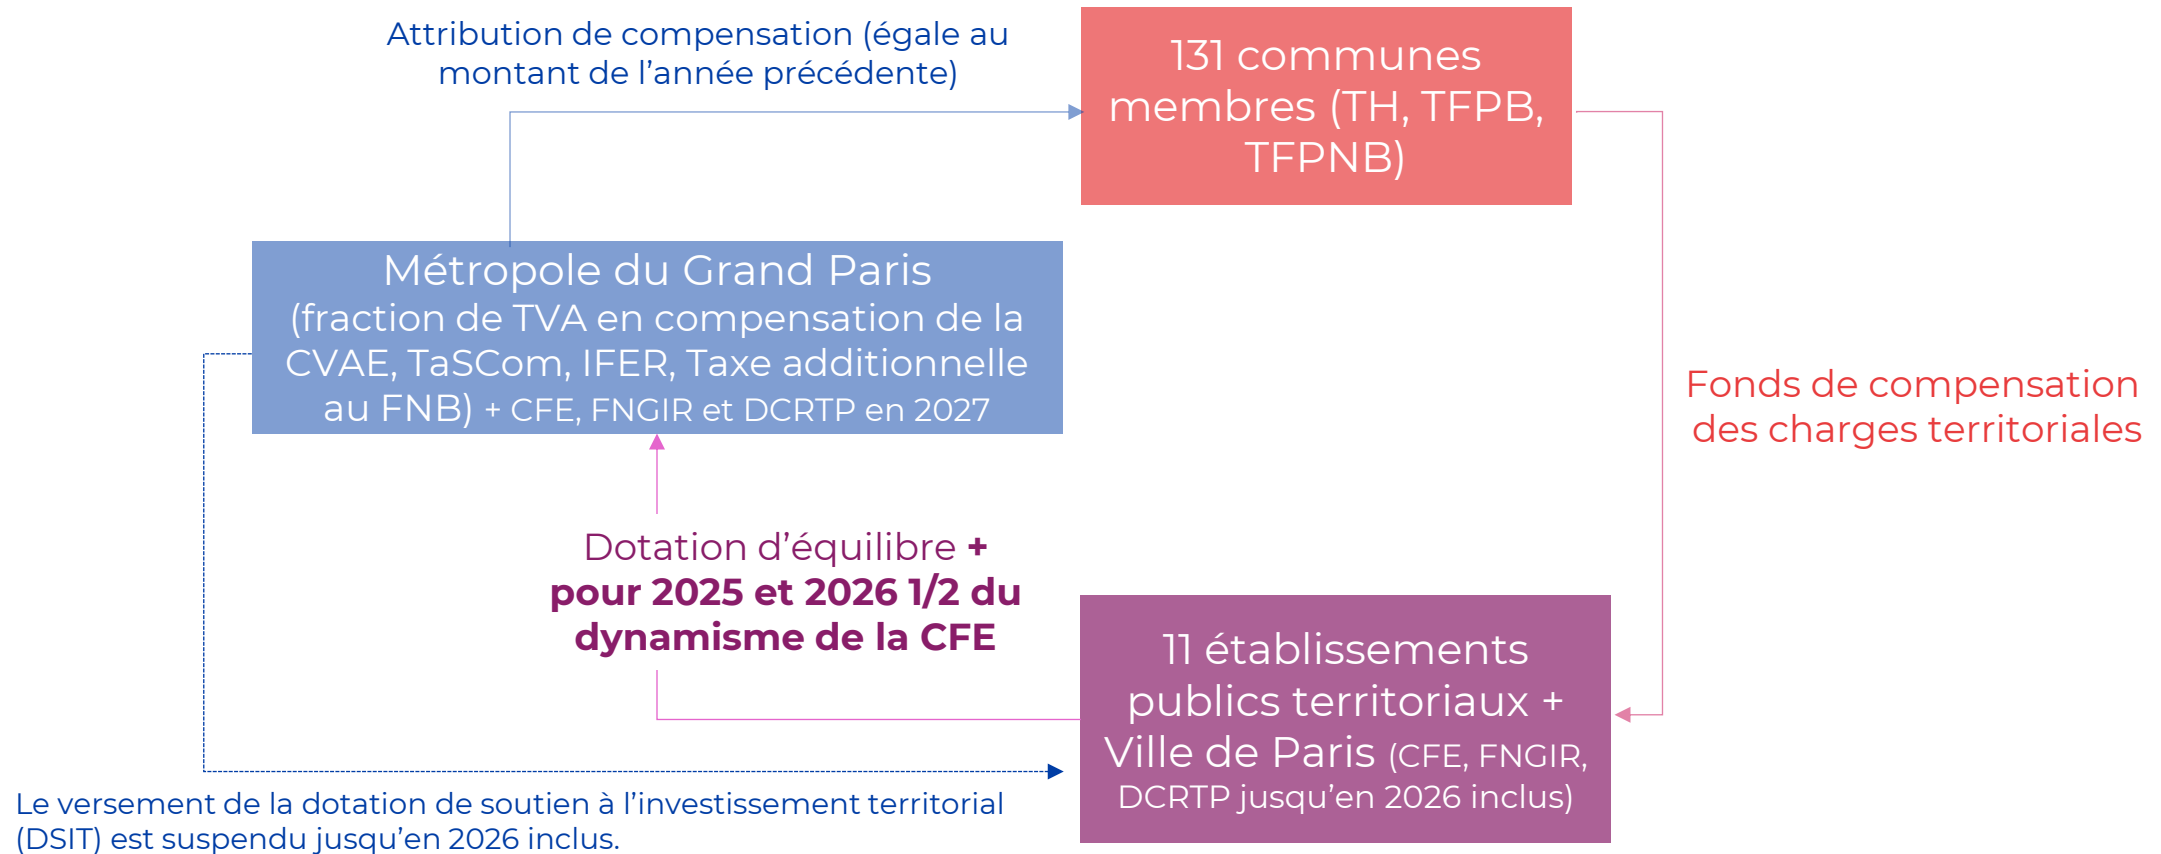 Attribution de compensation (égale au
montant de l’année précédente)
131 communes
membres (TH, TFPB,
TFPNB)
Métropole du Grand Paris
(fraction de TVA en compensation de la
CVAE, TaSCom, IFER, Taxe additionnelle
au FNB) + CFE, FNGIR et DCRTP en 2027
Fonds de compensation
des charges territoriales
Dotation d’équilibre +
pour 2025 et 2026 1/2 du
dynamisme de la CFE
11 établissements
publics territoriaux +
Ville de Paris (CFE, FNGIR,
DCRTP jusqu’en 2026 inclus)
Le versement de la dotation de soutien à l’investissement territorial
(DSIT) est suspendu jusqu’en 2026 inclus.